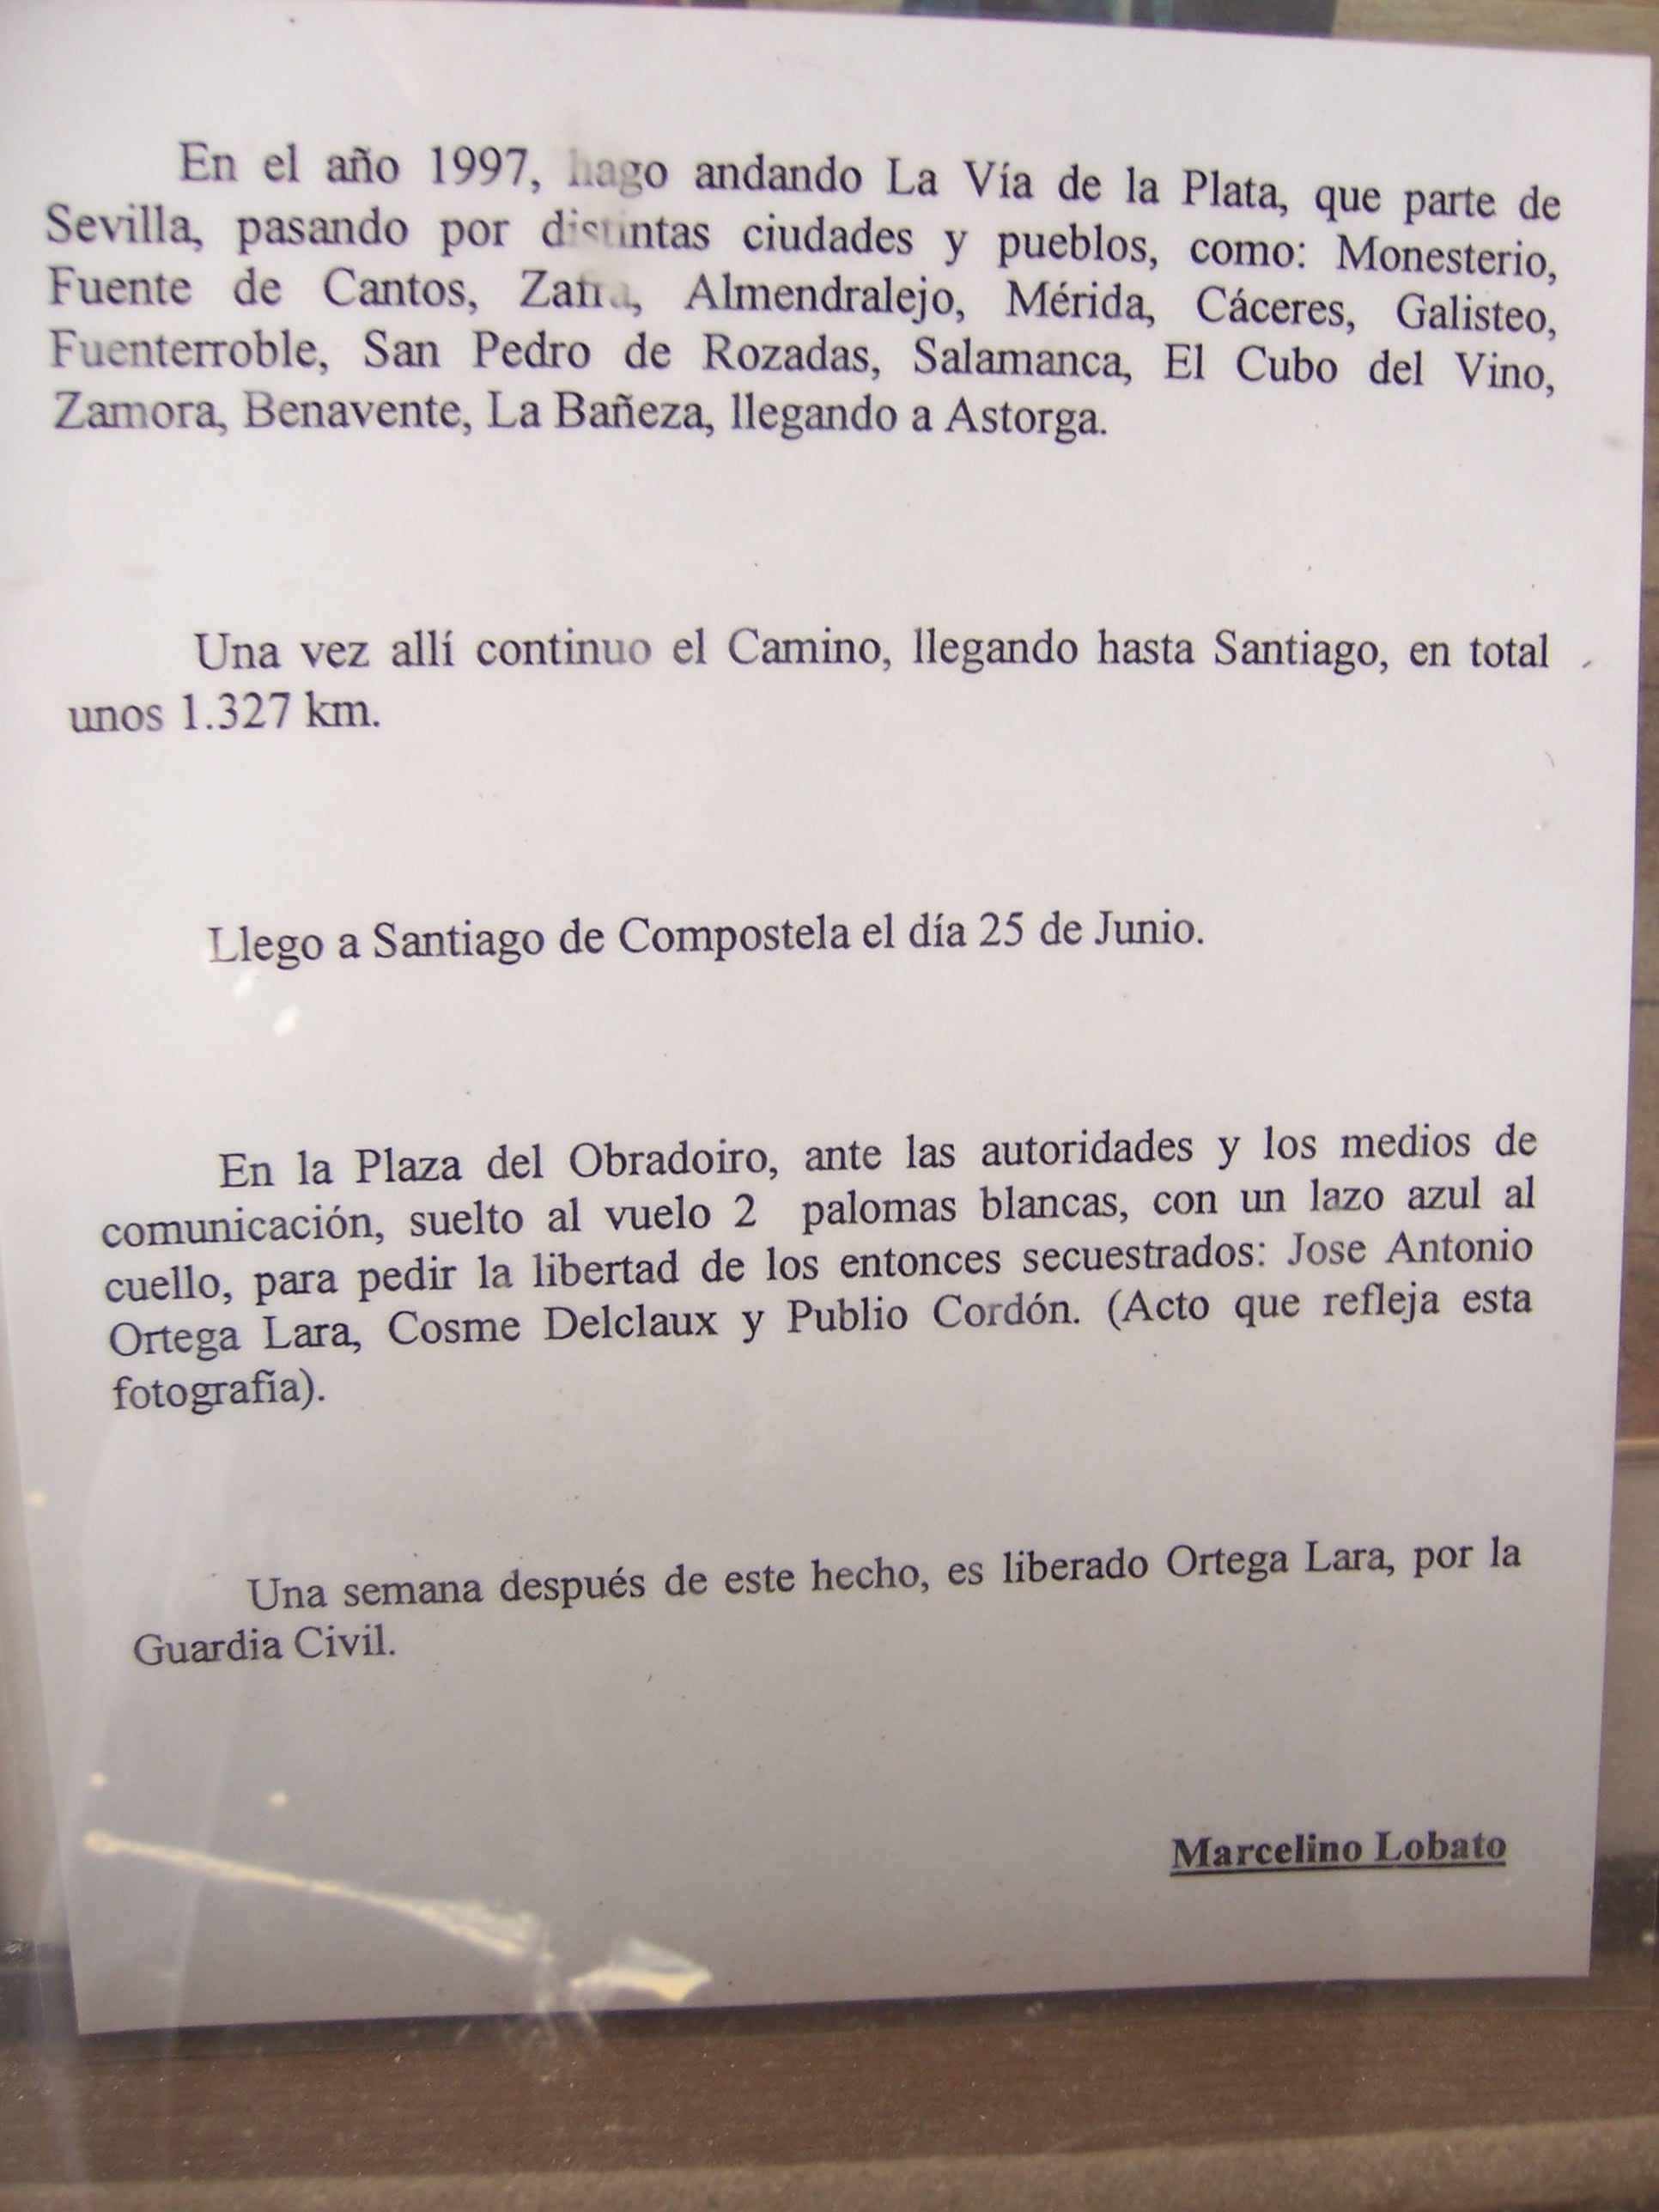 En el año 1997, hago andando La Vía de la Plata, que parte de
Sevilla, pasando por distintas ciudades y pueblos, como: Monesterio,
Fuente de Cantos, Zafra, Almendralejo, Mérida, Cáceres, Galisteo,
Fuenterroble, San Pedro de Rozadas, Salamanca, El Cubo del Vino,
Zamora, Benavente, La Bañeza, llegando a Astorga.
Una vez allí continuo el Camino, llegando hasta Santiago, en total
unos 1.327 km.
Llego a Santiago de Compostela el día 25 de Junio.
En la Plaza del Obradoiro, ante las autoridades y los medios de
comunicación, suelto al vuelo 2 palomas blancas, con un lazo azul al
cuello, para pedir la libertad de los entonces secuestrados: Jose Antonio
Ortega Lara, Cosme Delclaux y Publio Cordón. (Acto que refleja esta
fotografía).
Una semana después de este hecho, es liberado Ortega Lara, por la
Guardia Civil.
Marcelino Lobato